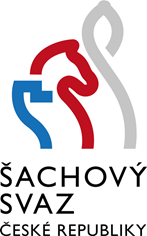 ŠACHOVÝ
SVAZ
ČESKÉ REPUBLIKY